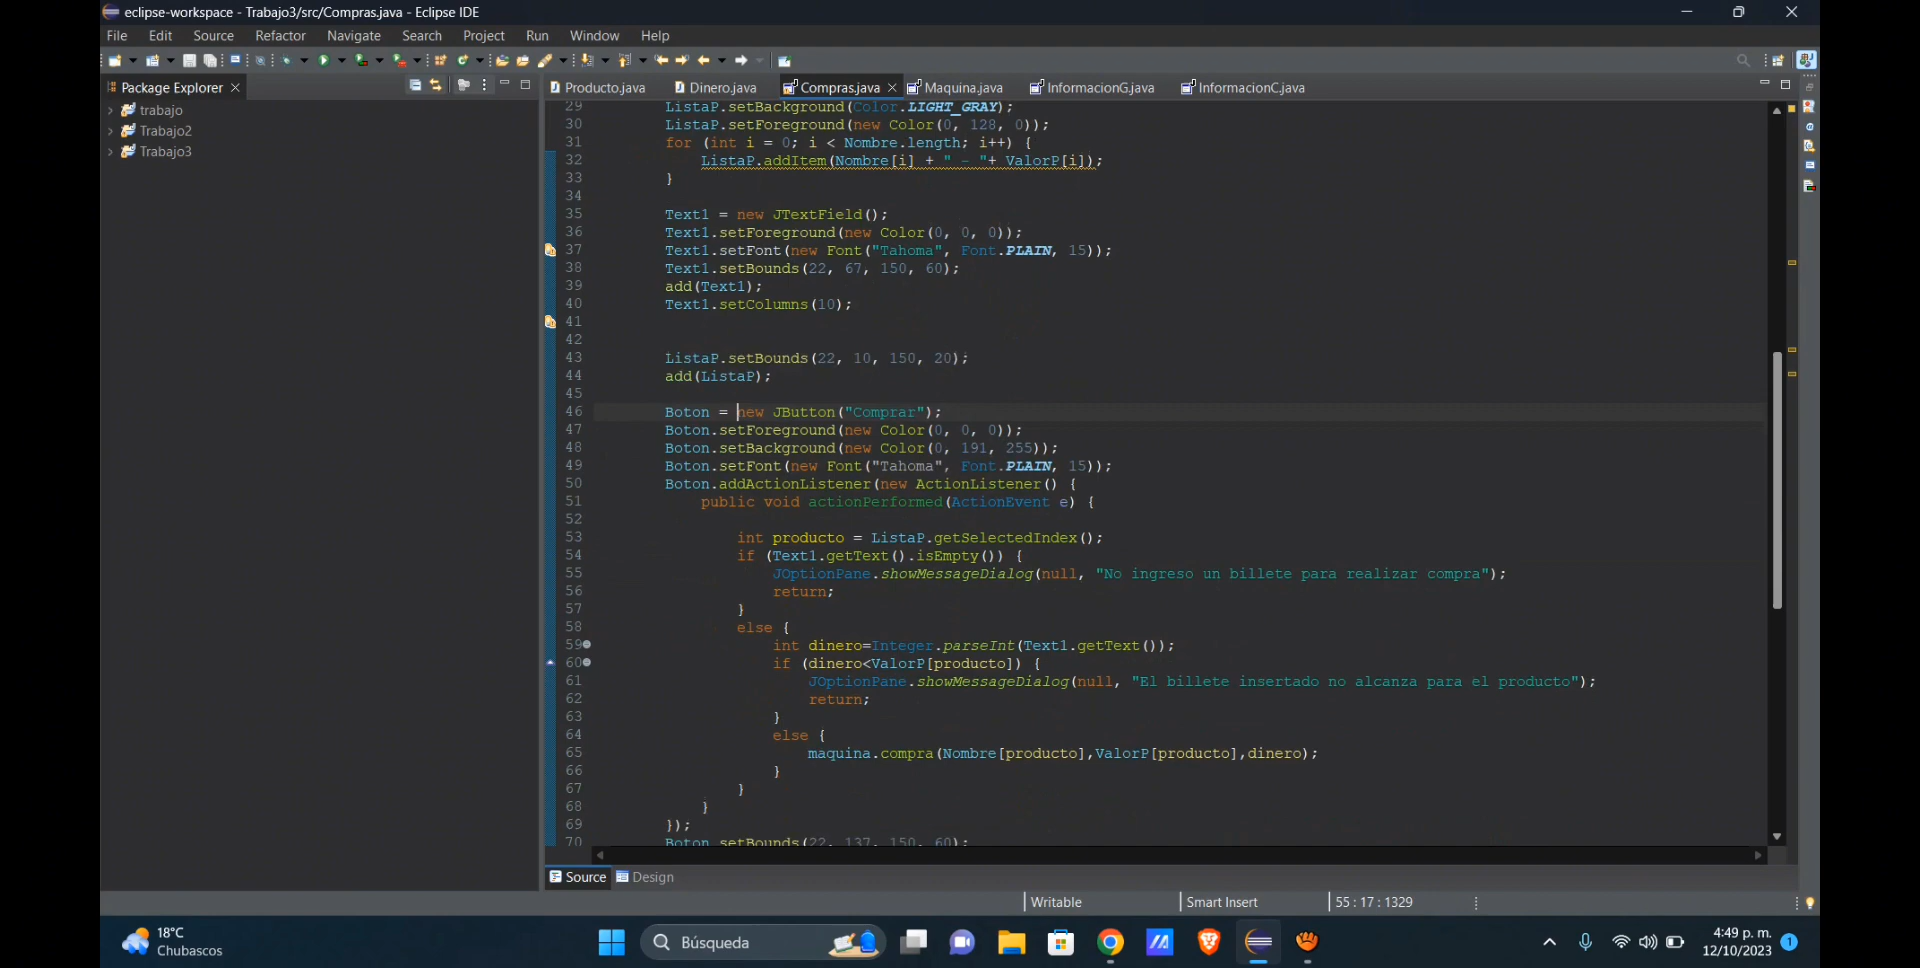 eclipse-workspace - Trabajo3/src/Compras.java - Eclipse IDE
File Edit Source Refactor Navigate Search Project Run Window Help
Package Explorer
trabajo
Trabajo2
Trabajo3
Producto.java Dinero.java Compras.java Maquina.java InformacionG.java InformacionC.java
29 ListaP.setBackground(Color.LIGHT_GRAY);
30 ListaP.setForeground(new Color(0, 128, 0));
31 for (int i = 0; i < Nombre.length; i++) {
32 ListaP.addItem(Nombre[i] + " - "+ ValorP[i]);
33 }
34
35 Text1 = new JTextField();
36 Text1.setForeground(new Color(0, 0, 0));
37 Text1.setFont(new Font("Tahoma", Font.PLAIN, 15));
38 Text1.setBounds(22, 67, 150, 60);
39 add(Text1);
40 Text1.setColumns(10);
41
42
43 ListaP.setBounds(22, 10, 150, 20);
44 add(ListaP);
45
46 Boton = new JButton("Comprar");
47 Boton.setForeground(new Color(0, 0, 0));
48 Boton.setBackground(new Color(0, 191, 255));
49 Boton.setFont(new Font("Tahoma", Font.PLAIN, 15));
50 Boton.addActionListener(new ActionListener() {
51 public void actionPerformed(ActionEvent e) {
52
53 int producto = ListaP.getSelectedIndex();
54 if (Text1.getText().isEmpty()) {
55 JOptionPane.showMessageDialog(null, "No ingreso un billete para realizar compra");
56 return;
57 }
58 else {
59 int dinero=Integer.parseInt(Text1.getText());
60 if (dinero<ValorP[producto]) {
61 JOptionPane.showMessageDialog(null, "El billete insertado no alcanza para el producto");
62 return;
63 }
64 else {
65 maquina.compra(Nombre[producto],ValorP[producto],dinero);
66 }
67 }
68 }
69 });
70 Boton.setBounds(22, 137, 150, 60);
Source Design
Writable Smart Insert 55 : 17 : 1329
18°C
Chubascos
Búsqueda
4:49 p. m.
12/10/2023
1